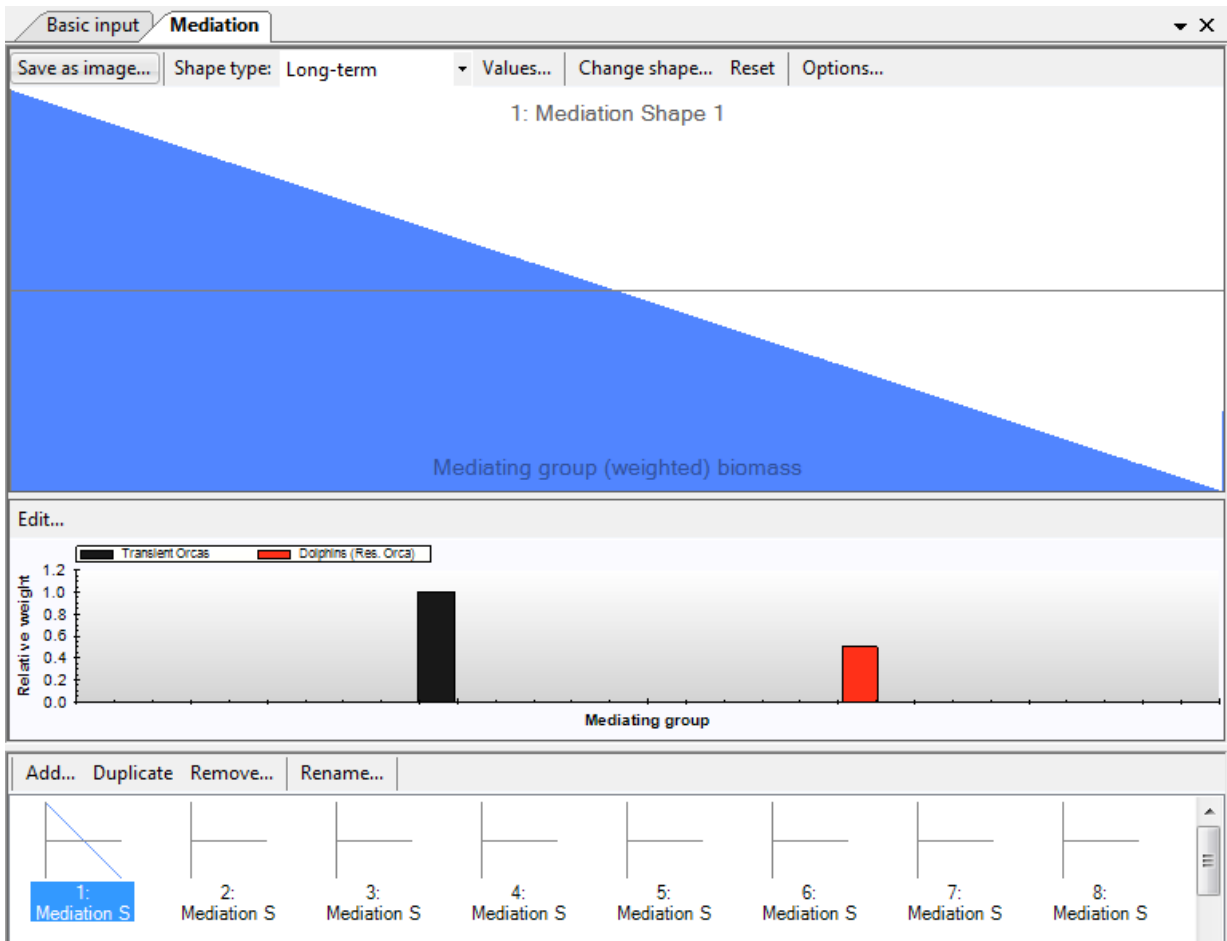 Basic input Mediation
Save as image... Shape type: Long-term Values... Change shape... Reset Options...
1: Mediation Shape 1
Mediating group (weighted) biomass
Edit...
Transient Orcas Dolphins (Res. Orca)
Relative weight
1.2
1.0
0.8
0.6
0.4
0.2
0.0
Mediating group
Add... Duplicate Remove... Rename...
1: 2: 3: 4: 5: 6: 7: 8:
Mediation S Mediation S Mediation S Mediation S Mediation S Mediation S Mediation S Mediation S